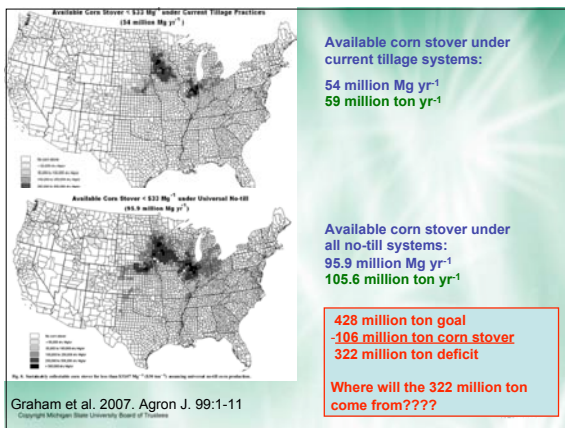 Available Corn Stover < $33 Mg⁻¹ under Current Tillage Practices
(54 million Mg yr⁻¹)
Available corn stover under
current tillage systems:
54 million Mg yr-1
59 million ton yr-1
Available Corn Stover < $33 Mg⁻¹ under Universal No-till
(95.9 million Mg yr⁻¹)
Available corn stover under
all no-till systems:
95.9 million Mg yr-1
105.6 million ton yr-1
428 million ton goal
-106 million ton corn stover
322 million ton deficit
Where will the 322 million ton
come from????
Graham et al. 2007. Agron J. 99:1-11
Copyright Michigan State University Board of Trustees